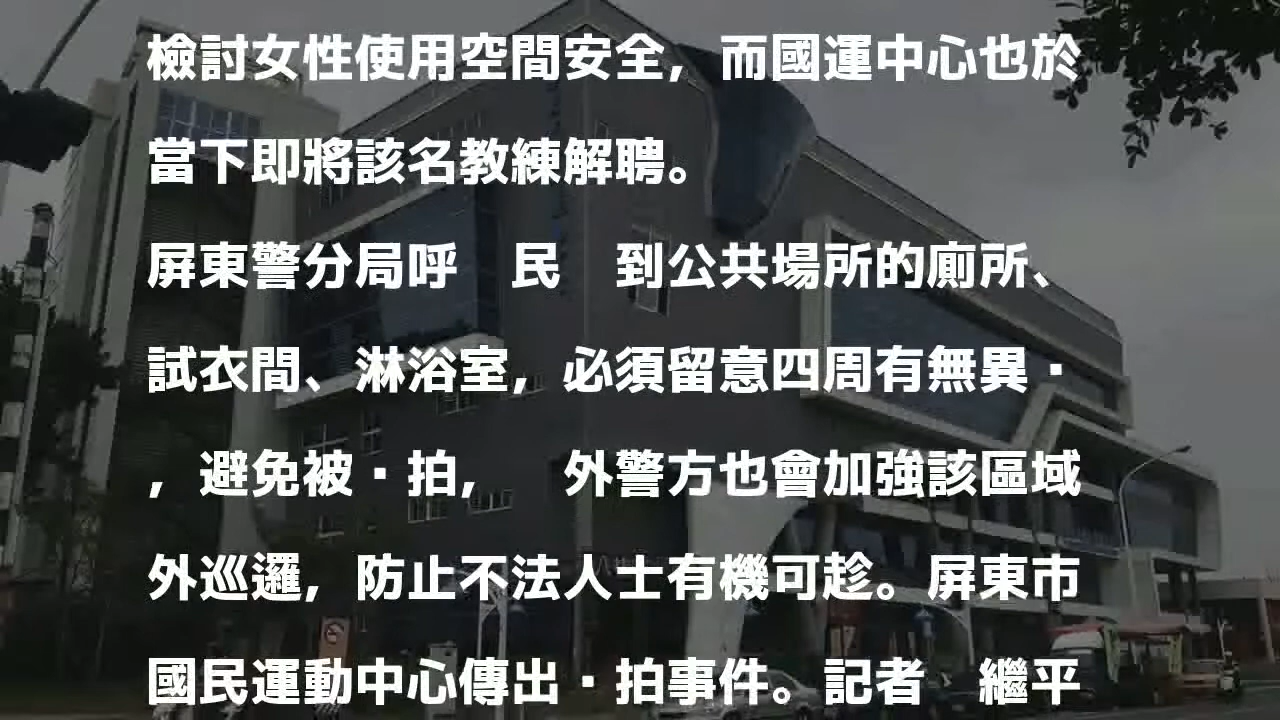 檢討女性使用空間安全，而國運中心也於
當下即將該名教練解聘。
屏東警分局呼　民　到公共場所的廁所、
試衣間、淋浴室，必須留意四周有無異·
，避免被·拍，　外警方也會加強該區域
外巡邏，防止不法人士有機可趁。屏東市
國民運動中心傳出·拍事件。記者　繼平